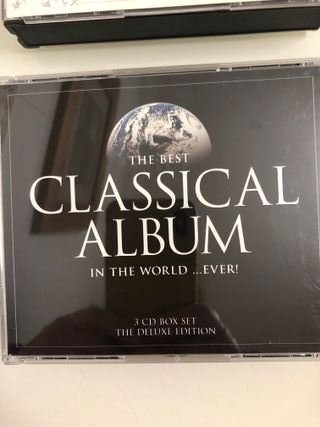 THE BEST
CLASSICAL
ALBUM
IN THE WORLD ...EVER!
3 CD BOX SET
THE DELUXE EDITION